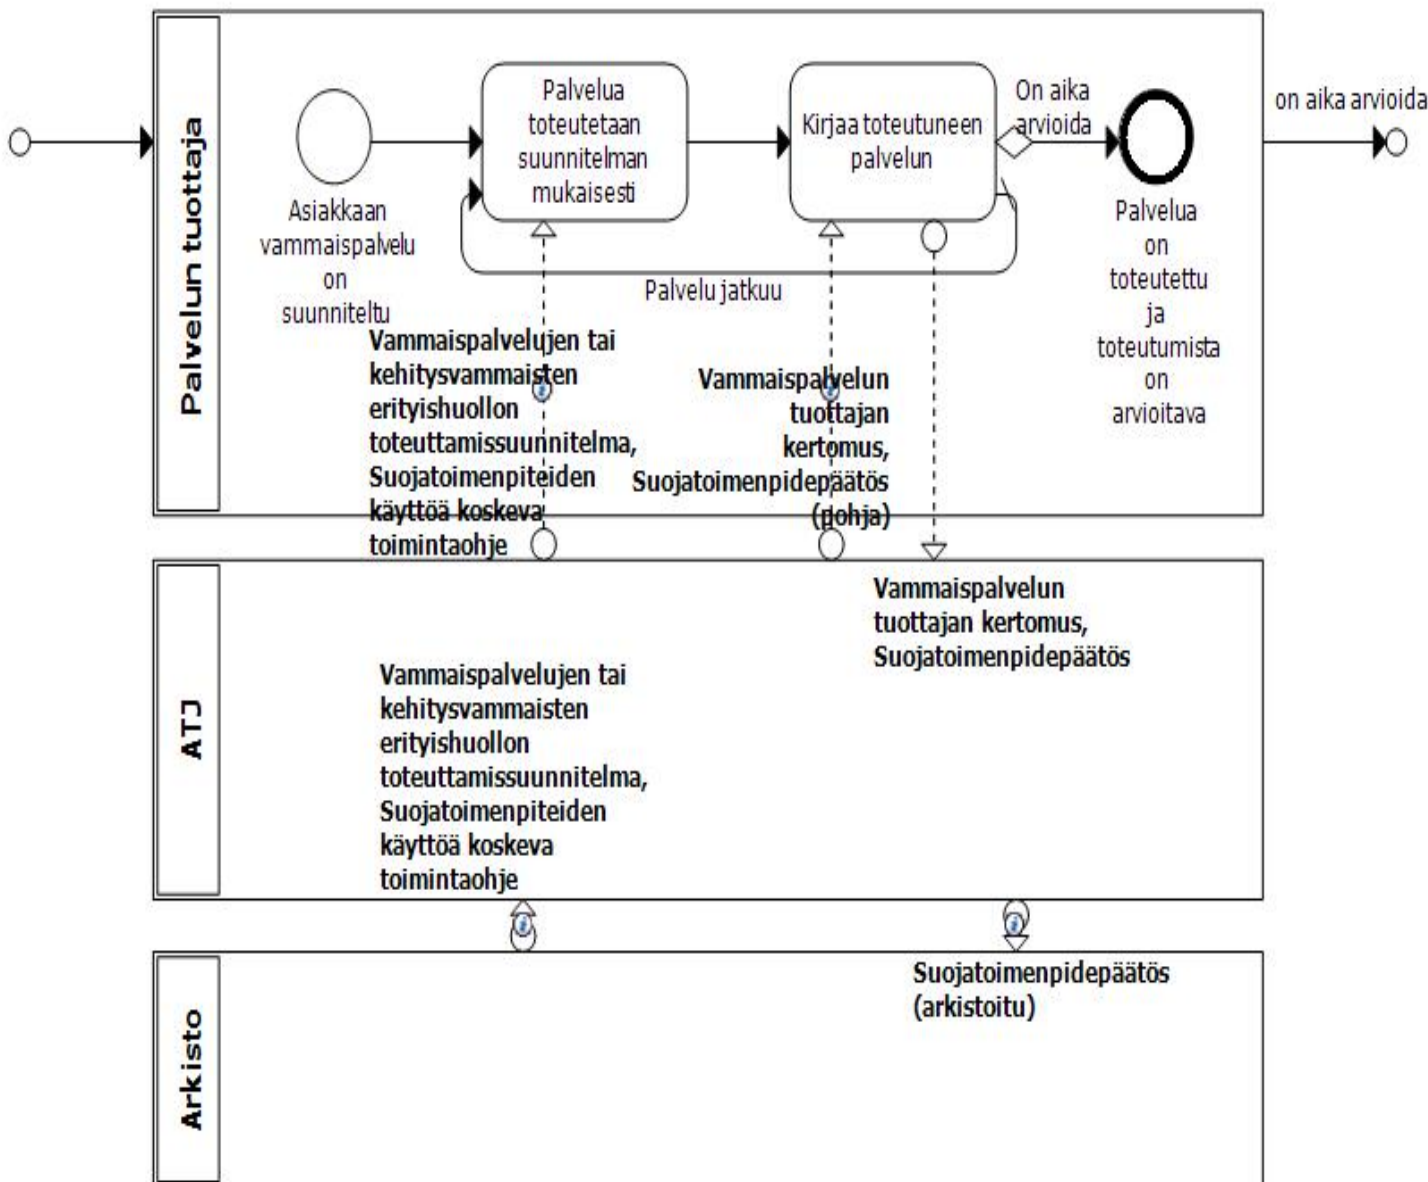 Palvelun tuottaja
Asiakkaan
vammaispalvelu
on
suunniteltu
Palvelua
toteutetaan
suunnitelman
mukaisesti
Kirjaa toteutuneen
palvelun
On aika
arvioida
Palvelua
on
toteutettu
ja
toteutumista
on
arvioitava
on aika arvioida
Palvelu jatkuu
Vammaispalvelujen tai
kehitysvammaisten
erityishuollon
toteuttamissuunnitelma,
Suojatoimenpiteiden
käyttöä koskeva
toimintaohje
Vammaispalvelun
tuottajan
kertomus,
Suojatoimenpidepäätös
(pohja)
ATJ
Vammaispalvelujen tai
kehitysvammaisten
erityishuollon
toteuttamissuunnitelma,
Suojatoimenpiteiden
käyttöä koskeva
toimintaohje
Vammaispalvelun
tuottajan kertomus,
Suojatoimenpidepäätös
Arkisto
Suojatoimenpidepäätös
(arkistoitu)